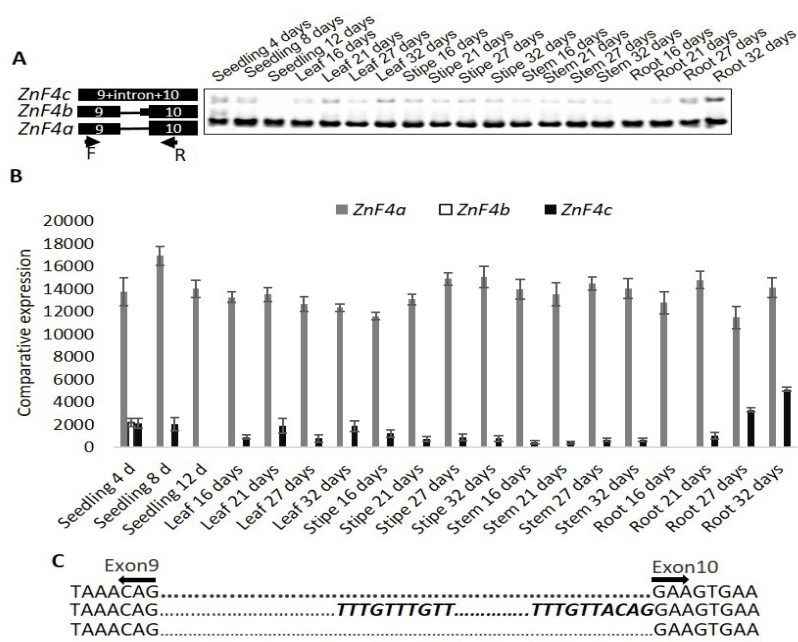 A
Seedling 4 days
Seedling 8 days
Seedling 12 days
Leaf 16 days
Leaf 21 days
Leaf 27 days
Leaf 32 days
Stipe 16 days
Stipe 21 days
Stipe 27 days
Stipe 32 days
Stem 16 days
Stem 21 days
Stem 27 days
Stem 32 days
Root 16 days
Root 21 days
Root 27 days
Root 32 days
ZnF4c 9+intron+10
ZnF4b 9 10
ZnF4a 9 10
F R
B
ZnF4a ZnF4b ZnF4c
Comparative expression
20000
18000
16000
14000
12000
10000
8000
6000
4000
2000
0
Seedling 4 d
Seedling 8 d
Seedling 12 d
Leaf 16 days
Leaf 21 days
Leaf 27 days
Leaf 32 days
Stipe 16 days
Stipe 21 days
Stipe 27 days
Stipe 32 days
Stem 16 days
Stem 21 days
Stem 27 days
Stem 32 days
Root 16 days
Root 21 days
Root 27 days
Root 32 days
C
Exon9 Exon10
TAAACAG........................................................................GAAGTGAA
TAAACAG................................TTTGTTTGTT..............TTTGTTACAGGAAGTGAA
TAAACAG........................................................................GAAGTGAA